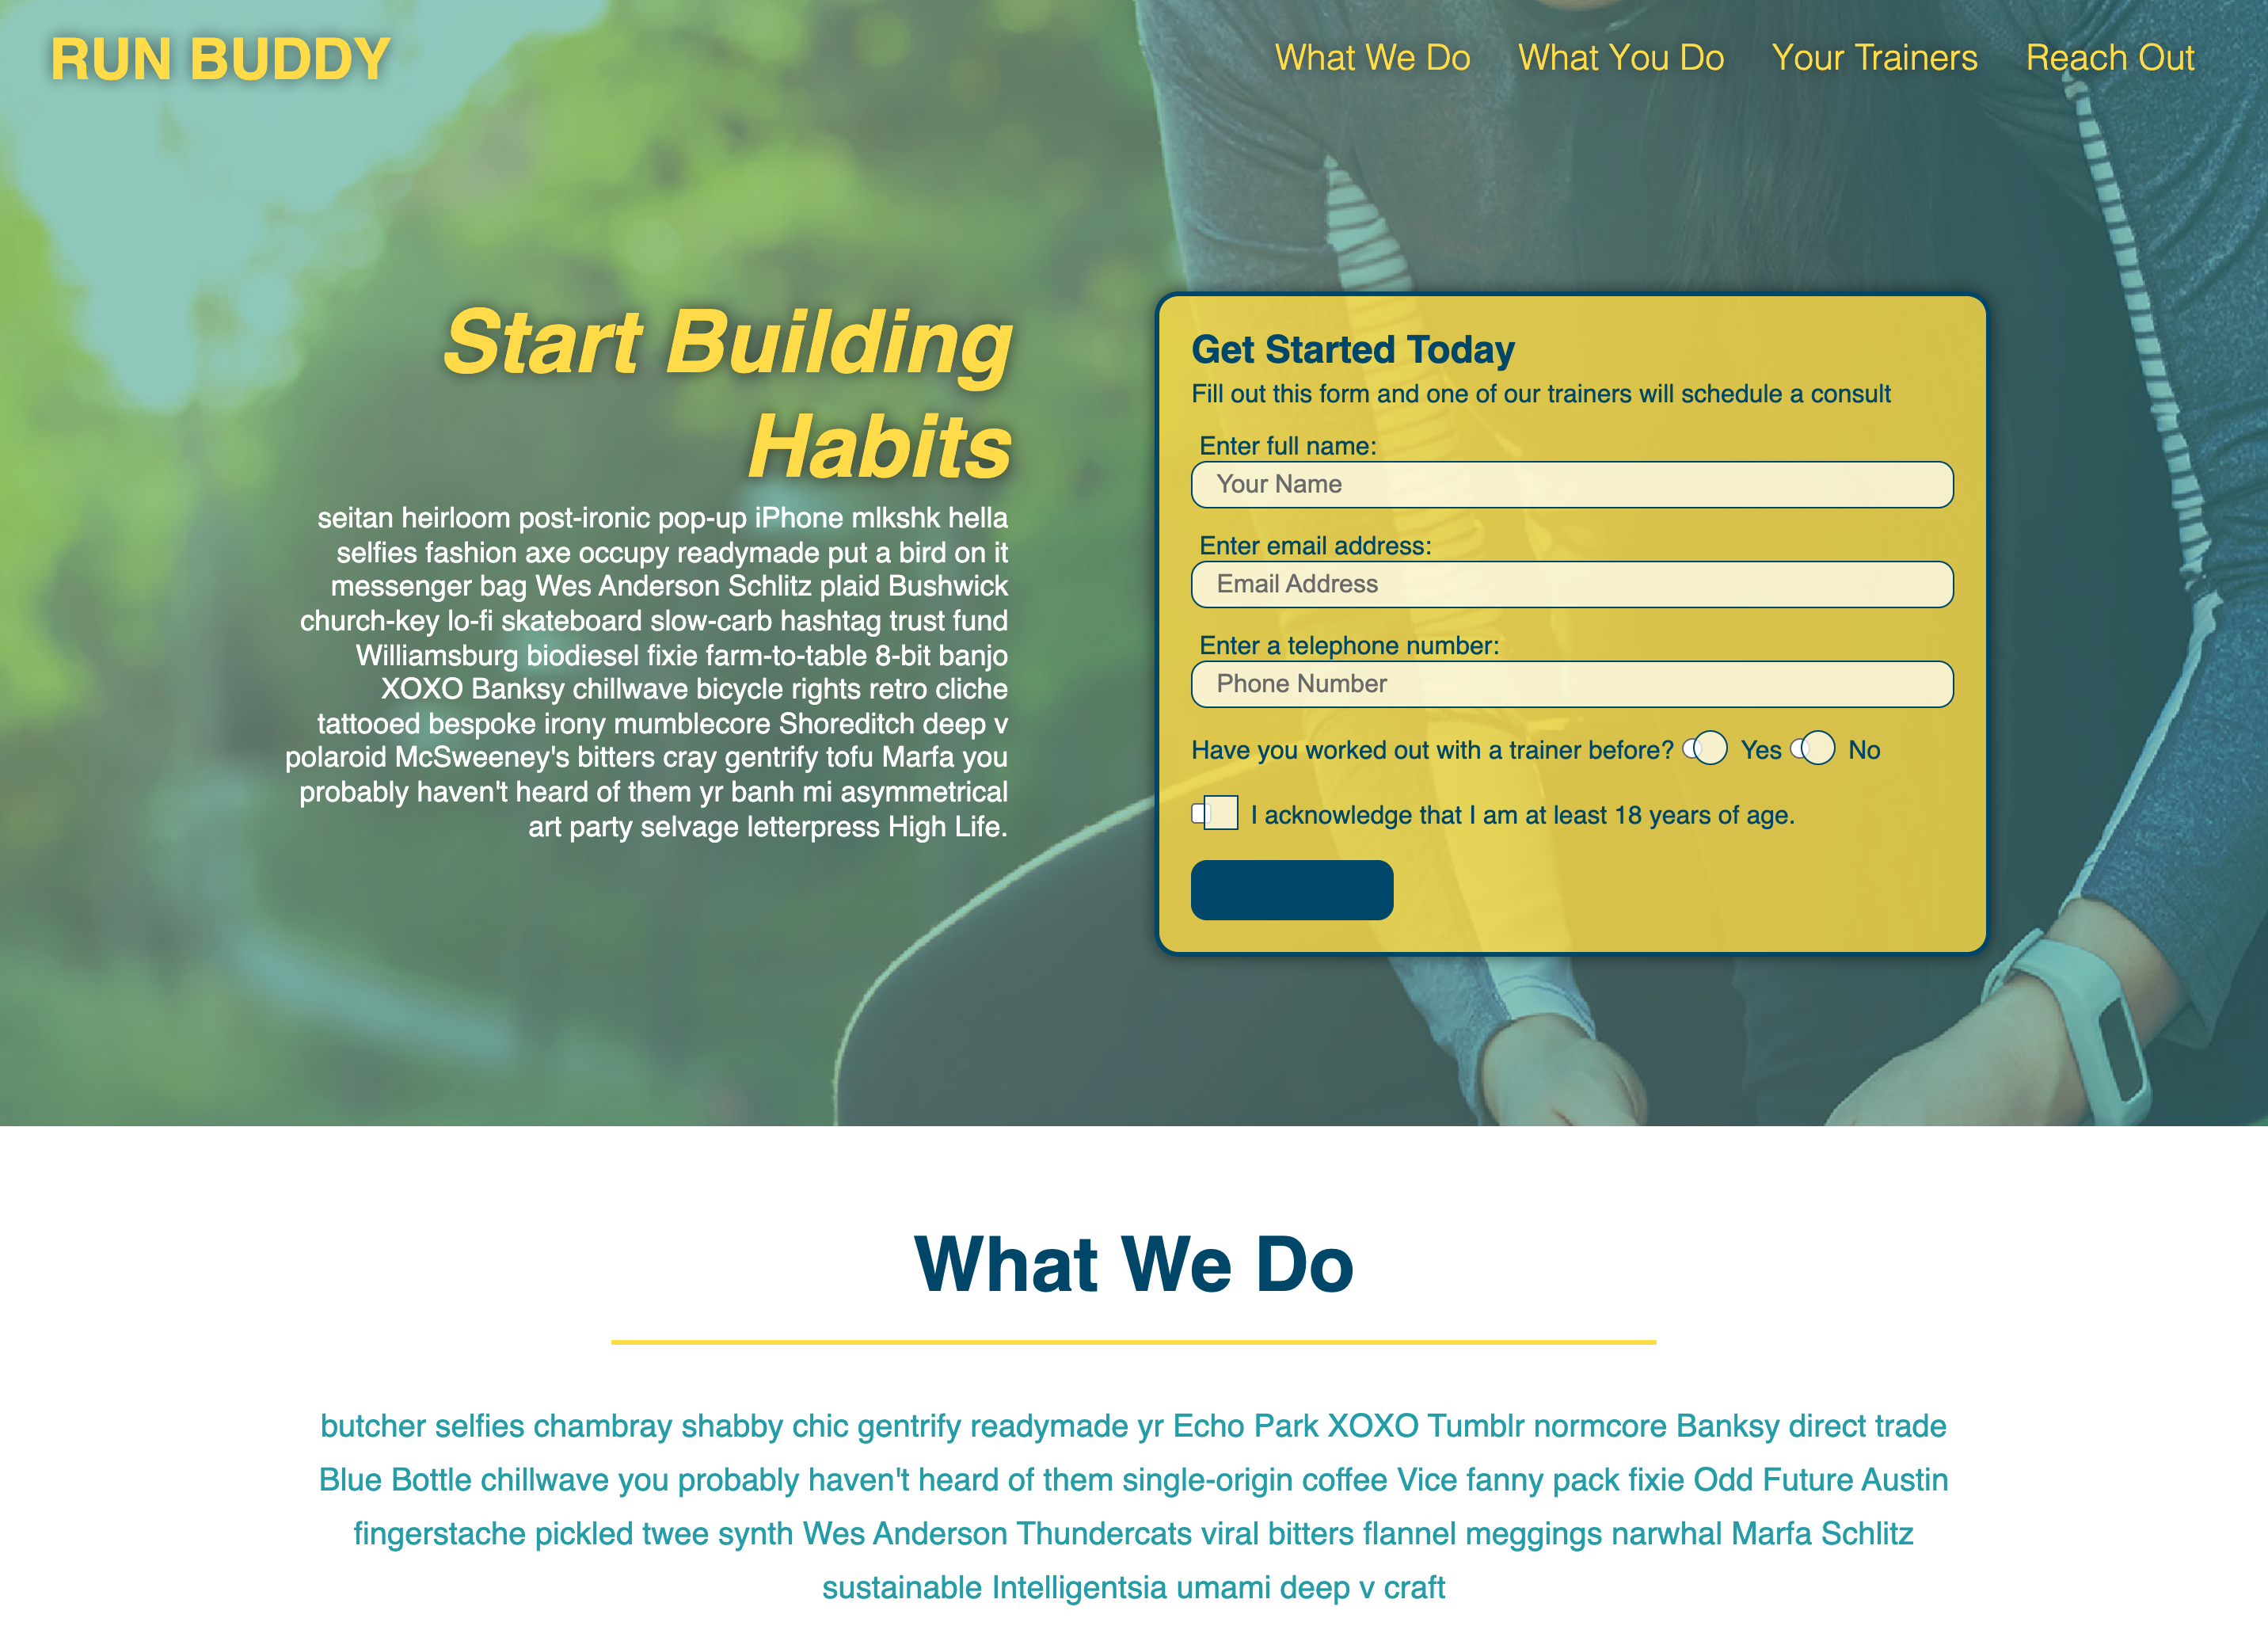 RUN BUDDY
What We Do What You Do Your Trainers Reach Out
Start Building
Habits
seitan heirloom post-ironic pop-up iPhone mlkshk hella
selfies fashion axe occupy readymade put a bird on it
messenger bag Wes Anderson Schlitz plaid Bushwick
church-key lo-fi skateboard slow-carb hashtag trust fund
Williamsburg biodiesel fixie farm-to-table 8-bit banjo
XOXO Banksy chillwave bicycle rights retro cliche
tattooed bespoke irony mumblecore Shoreditch deep v
polaroid McSweeney's bitters cray gentrify tofu Marfa you
probably haven't heard of them yr banh mi asymmetrical
art party selvage letterpress High Life.
Get Started Today
Fill out this form and one of our trainers will schedule a consult
Enter full name:
Your Name
Enter email address:
Email Address
Enter a telephone number:
Phone Number
Have you worked out with a trainer before? Yes No
I acknowledge that I am at least 18 years of age.
What We Do
butcher selfies chambray shabby chic gentrify readymade yr Echo Park XOXO Tumblr normcore Banksy direct trade
Blue Bottle chillwave you probably haven't heard of them single-origin coffee Vice fanny pack fixie Odd Future Austin
fingerstache pickled twee synth Wes Anderson Thundercats viral bitters flannel meggings narwhal Marfa Schlitz
sustainable Intelligentsia umami deep v craft